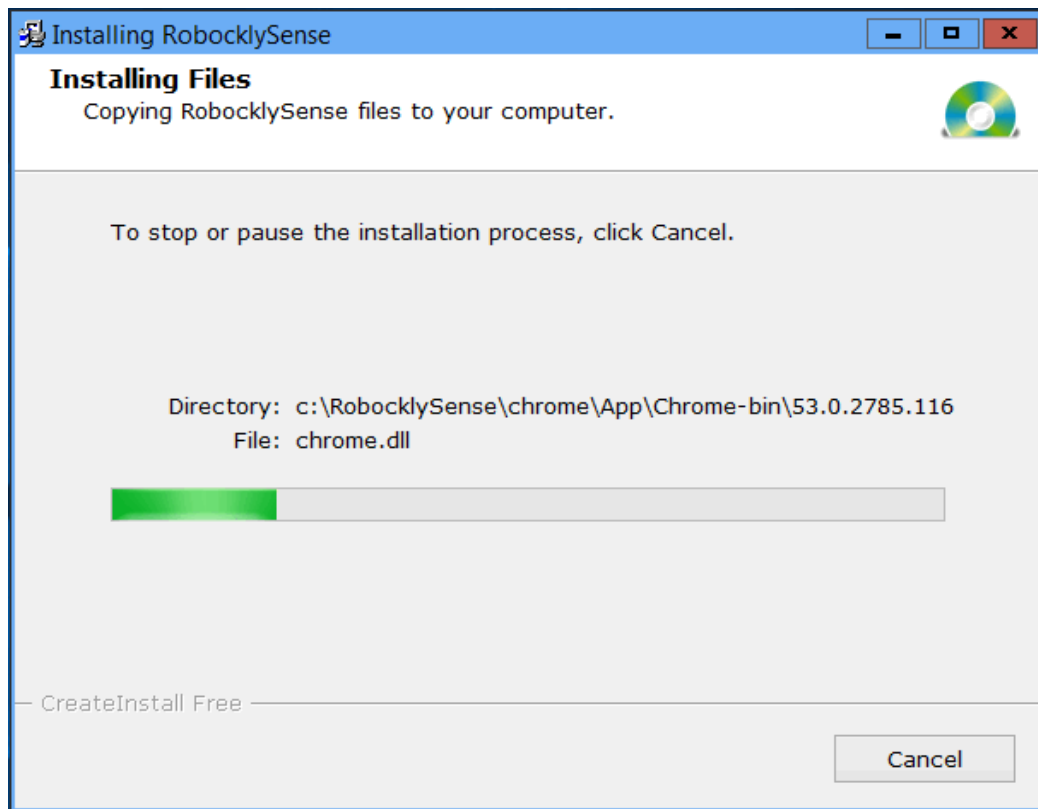 Installing RobocklySense
Installing Files
Copying RobocklySense files to your computer.
To stop or pause the installation process, click Cancel.
Directory: c:\RobocklySense\chrome\App\Chrome-bin\53.0.2785.116
File: chrome.dll
CreateInstall Free
Cancel